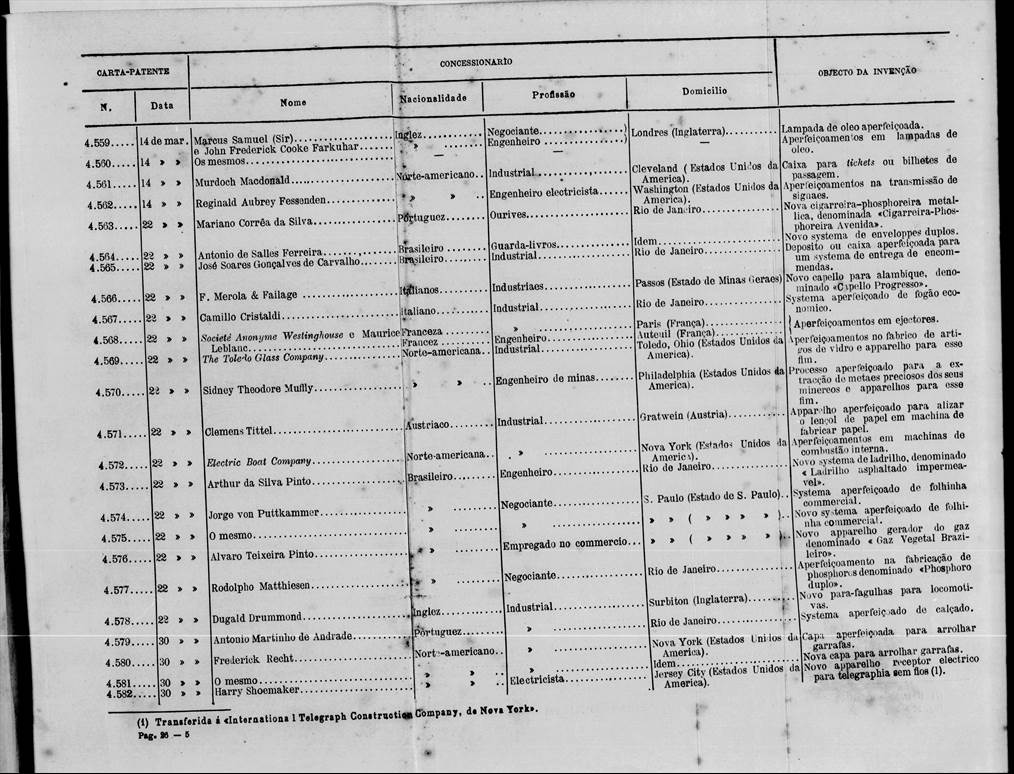 CARTA-PATENTE CONCESSIONARIO OBJECTO DA INVENÇÃO
N. Data Nome Nacionalidade Profissão Domicilio
4.559..... 14 de mar. Marcus Samuel (Sir).................. Inglez........... Negociante...............) Londres (Inglaterra).......... Lampada de oleo aperfeiçoada.
e John Frederick Cooke Farkuhar...... » ........... Engenheiro ..............) — Aperfeiçoamentos em lampadas de
4.560..... 14 » » Os mesmos........................... — — oleo.
4.561..... 14 » » Murdoch Macdonald................... Norte-americano.. Industrial............... Cleveland (Estados Unidos da America). Caixa para tickets ou bilhetes de passagem.
4.562..... 14 » » Reginald Aubrey Fessenden........... » » .. Engenheiro electricista...... Washington (Estados Unidos da America). Aperfeiçoamentos na transmissão de signaes.
4.563..... 22 » » Mariano Corrêa da Silva............. Portuguez........ Ourives.................. Rio de Janeiro............... Nova cigarreira-phosphoreira metallica, denominada «Cigarreira-Phosphoreira Avenida».
4.564..... 22 » » Antonio de Salles Ferreira.......... Brasileiro ....... Guarda-livros............ Idem......................... Novo systema de enveloppes duplos.
4.565..... 22 » » José Soares Gonçalves de Carvalho... Brasileiro....... Industrial............... Rio de Janeiro............... Deposito ou caixa aperfeiçoada para um systema de entrega de encommendas.
4.566..... 22 » » F. Merola & Failage ................ Italianos........ Industriaes.............. Passos (Estado de Minas Geraes) Novo capello para alambique, denominado «Capello Progresso».
4.567..... 22 » » Camillo Cristaldi................... Italiano......... Industrial............... Rio de Janeiro............... Systema aperfeiçoado de fogão economico.
4.568..... 22 » » Societé Anonyme Westinghouse e Maurice Franceza ........ » ............... Paris (França)............... Aperfeiçoamentos em ejectores.
Leblanc............................. Francez.......... Engenheiro............... Auteuil (França).............
4.569..... 22 » » The Toledo Glass Company............ Norte-americana.. Industrial............... Toledo, Ohio (Estados Unidos da America). Aperfeiçoamentos no fabrico de artigos de vidro e apparelho para esse fim.
4.570..... 22 » » Sidney Theodore Muffly.............. » » .. Engenheiro de minas........ Philadelphia (Estados Unidos da America). Processo aperfeiçoado para a extracção de metaes preciosos dos seus minereos e apparelhos para esse fim.
4.571..... 22 » » Clemens Tittel...................... Austriaco........ Industrial............... Gratwein (Austria)........... Apparelho aperfeiçoado para alizar o lençol de papel em machina de fabricar papel.
4.572..... 22 » » Electric Boat Company............... Norte-americana.. » ............... Nova York (Estados Unidos da America). Aperfeiçoamentos em machinas de combustão interna.
4.573..... 22 » » Arthur da Silva Pinto............... Brasileiro....... Engenheiro............... Rio de Janeiro............... Novo systema de ladrilho, denominado «Ladrilho asphaltado impermeavel».
4.574..... 22 » » Jorge von Puttkammer................ » ........... Negociante............... S. Paulo (Estado de S. Paulo).. Systema aperfeiçoado de folhinha commercial.
4.575..... 22 » » O mesmo............................. » ........... » ............... » » ( » » » » ).. Novo systema aperfeiçoado de folhinha commercial.
4.576..... 22 » » Alvaro Teixeira Pinto............... » ........... Empregado no commercio... » » ( » » » » ).. Novo apparelho gerador do gaz denominado «Gaz Vegetal Brazileiro».
4.577..... 22 » » Rodolpho Matthiesen................. » ........... Negociante............... Rio de Janeiro............... Aperfeiçoamento na fabricação de phosphoros denominado «Phosphoro duplo».
4.578..... 22 » » Dugald Drummond..................... Inglez........... Industrial............... Surbiton (Inglaterra)........ Novo para-fagulhas para locomotivas.
4.579..... 30 » » Antonio Martinho de Andrade......... Portuguez........ » ............... Rio de Janeiro............... Systema aperfeiçoado de calçado.
4.580..... 30 » » Frederick Recht..................... Norte-americano.. » ............... Nova York (Estados Unidos da America). Capa aperfeiçoada para arrolhar garrafas.
4.581..... 30 » » O mesmo............................. » » .. » ............... Idem......................... Nova capa para arrolhar garrafas.
4.582..... 30 » » Harry Shoemaker..................... » » .. Electricista............. Jersey City (Estados Unidos da America). Novo apparelho receptor electrico para telegraphia sem fios (1).
(1) Transferida á «Internationa l Telegraph Construction Company, de Nova York».
Pag. 26 — 5